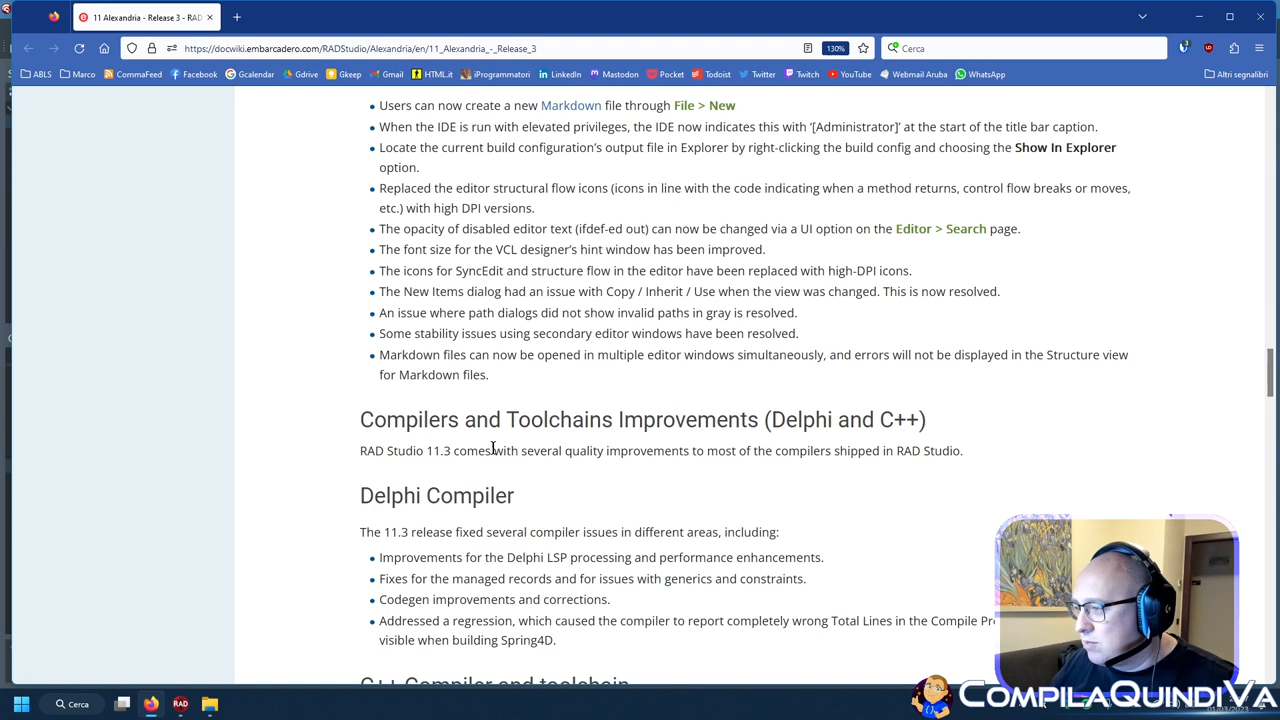 11 Alexandria - Release 3 - RAD
https://docwiki.embarcadero.com/RADStudio/Alexandria/en/11_Alexandria_-_Release_3
130%
Cerca
ABLS
Marco
CommaFeed
Facebook
Gcalendar
Gdrive
Gkeep
Gmail
HTML.it
iProgrammatori
LinkedIn
Mastodon
Pocket
Todoist
Twitter
Twitch
YouTube
Webmail Aruba
WhatsApp
Altri segnalibri
Users can now create a new Markdown file through File > New
When the IDE is run with elevated privileges, the IDE now indicates this with '[Administrator]' at the start of the title bar caption.
Locate the current build configuration's output file in Explorer by right-clicking the build config and choosing the Show In Explorer
option.
Replaced the editor structural flow icons (icons in line with the code indicating when a method returns, control flow breaks or moves,
etc.) with high DPI versions.
The opacity of disabled editor text (ifdef-ed out) can now be changed via a UI option on the Editor > Search page.
The font size for the VCL designer's hint window has been improved.
The icons for SyncEdit and structure flow in the editor have been replaced with high-DPI icons.
The New Items dialog had an issue with Copy / Inherit / Use when the view was changed. This is now resolved.
An issue where path dialogs did not show invalid paths in gray is resolved.
Some stability issues using secondary editor windows have been resolved.
Markdown files can now be opened in multiple editor windows simultaneously, and errors will not be displayed in the Structure view
for Markdown files.
Compilers and Toolchains Improvements (Delphi and C++)
RAD Studio 11.3 comes with several quality improvements to most of the compilers shipped in RAD Studio.
Delphi Compiler
The 11.3 release fixed several compiler issues in different areas, including:
Improvements for the Delphi LSP processing and performance enhancements.
Fixes for the managed records and for issues with generics and constraints.
Codegen improvements and corrections.
Addressed a regression, which caused the compiler to report completely wrong Total Lines in the Compile Pr
visible when building Spring4D.
C++ Compiler and toolchain
Cerca
RAD
COMPILAQUINDIVA